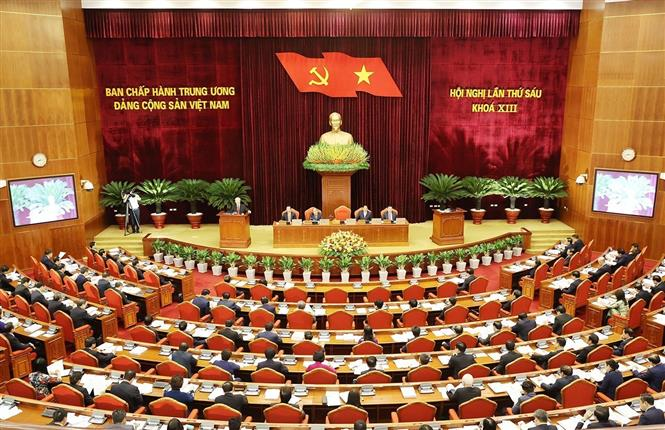 BAN CHẤP HÀNH TRUNG ƯƠNG
ĐẢNG CỘNG SẢN VIỆT NAM
HỘI NGHỊ LẦN THỨ SÁU
KHOÁ XIII